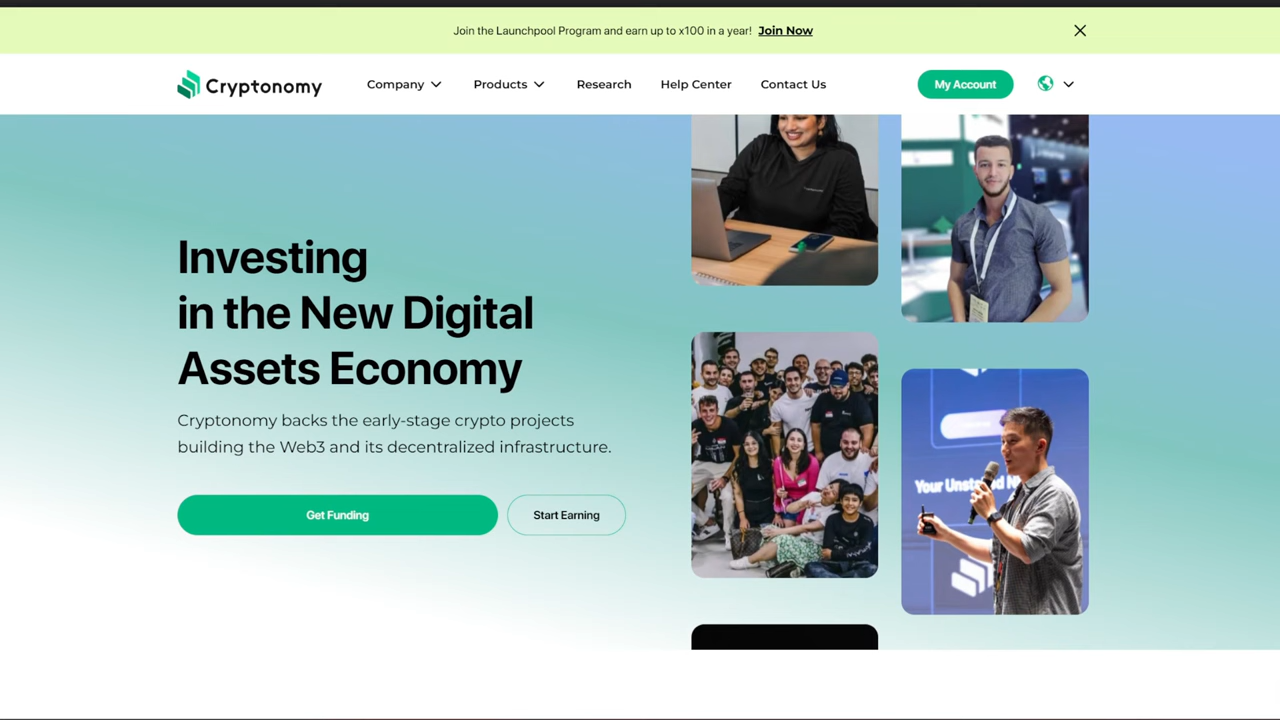 Join the Launchpool Program and earn up to x100 in a year! Join Now
Cryptonomy
Company Products Research Help Center Contact Us My Account
Investing
in the New Digital
Assets Economy
Cryptonomy backs the early-stage crypto projects
building the Web3 and its decentralized infrastructure.
Get Funding Start Earning
Your Unst